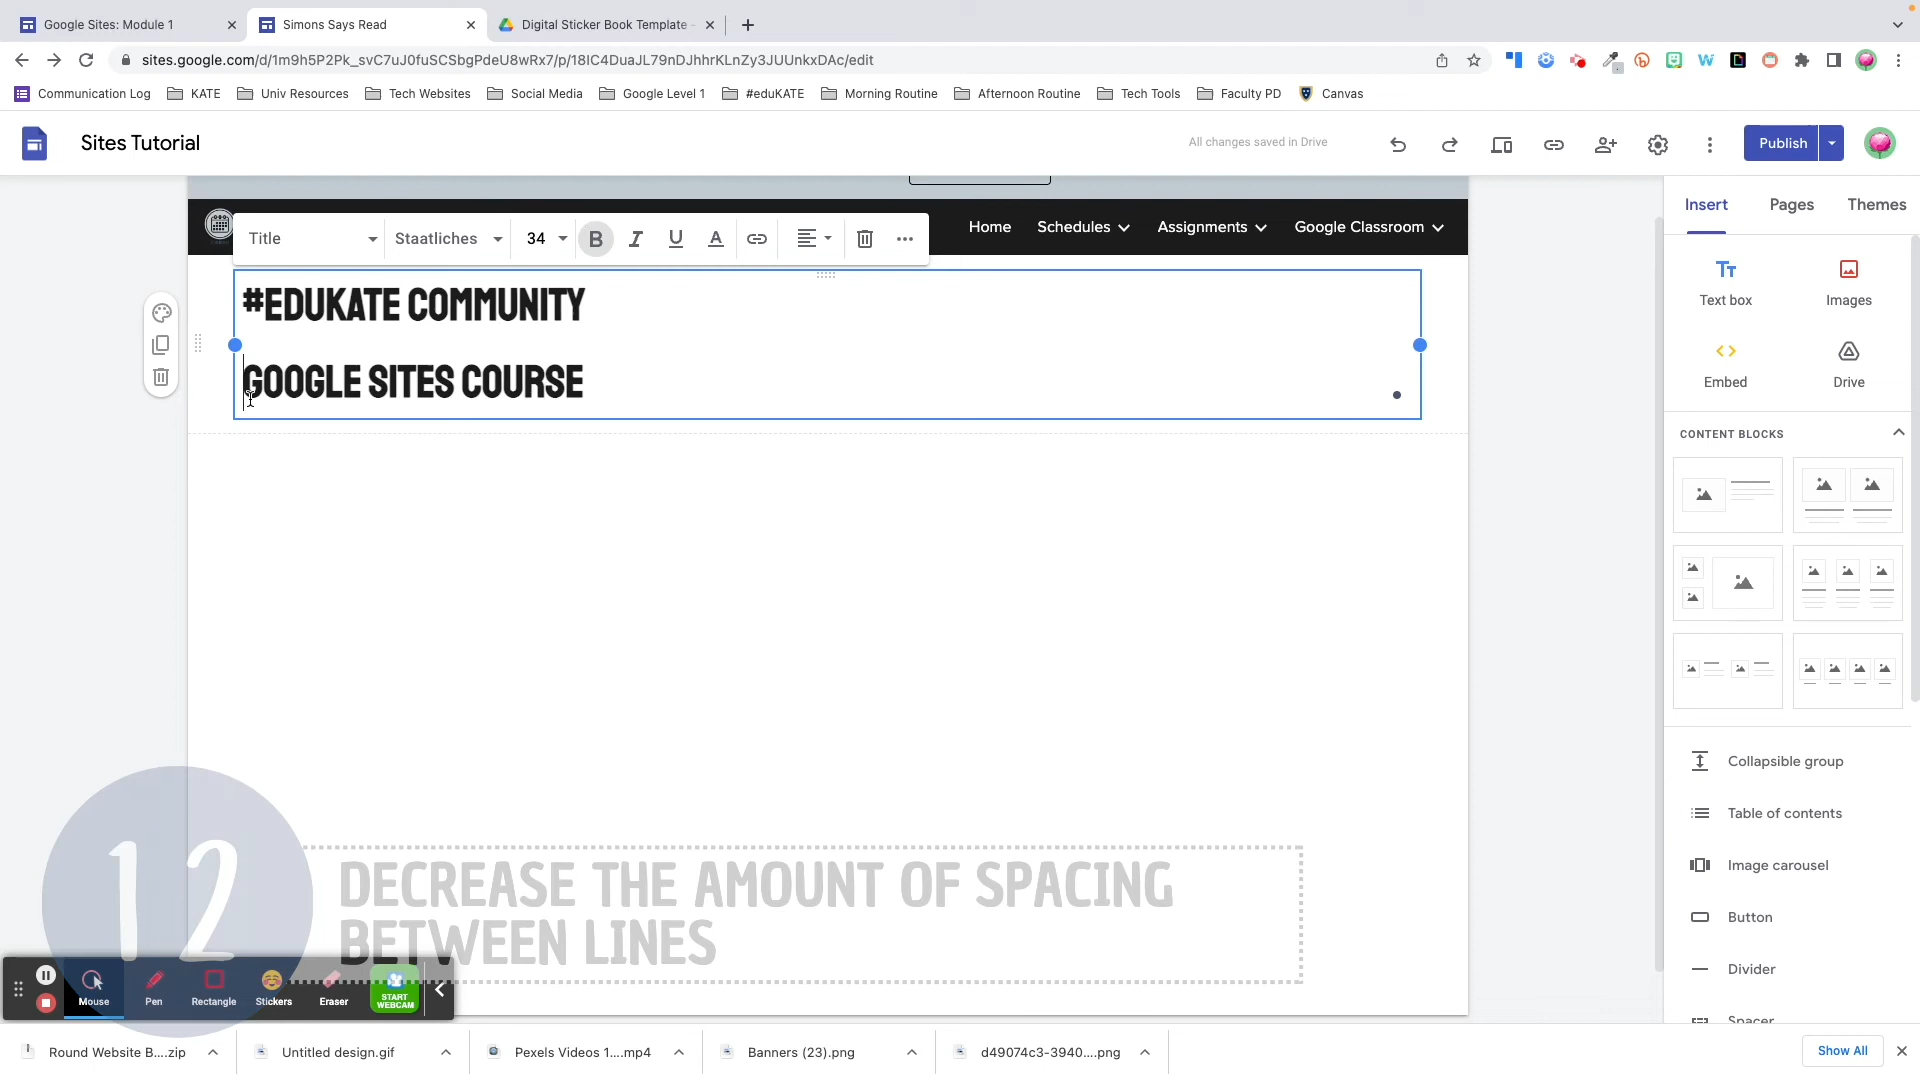 Google Sites: Module 1
Simons Says Read
Digital Sticker Book Template -
sites.google.com/d/1m9h5P2Pk_svC7uJ0fuSCSbgPdeU8wRx7/p/18IC4DuaJL79nDJhhrKLnZy3JUUnkxDAc/edit
Communication Log KATE Univ Resources Tech Websites Social Media Google Level 1 #eduKATE Morning Routine Afternoon Routine Tech Tools Faculty PD Canvas
Sites Tutorial
All changes saved in Drive
Publish
Insert Pages Themes
Home Schedules Assignments Google Classroom
Title Staatliches 34 B I U A
#EDUKATE COMMUNITY
GOOGLE SITES COURSE
Text box Images
Embed Drive
CONTENT BLOCKS
Collapsible group
Table of contents
Image carousel
Button
Divider
Spacer
12
DECREASE THE AMOUNT OF SPACING
BETWEEN LINES
Mouse Pen Rectangle Stickers Eraser START
WEBCAM
Round Website B....zip Untitled design.gif Pexels Videos 1....mp4 Banners (23).png d49074c3-3940....png Show All